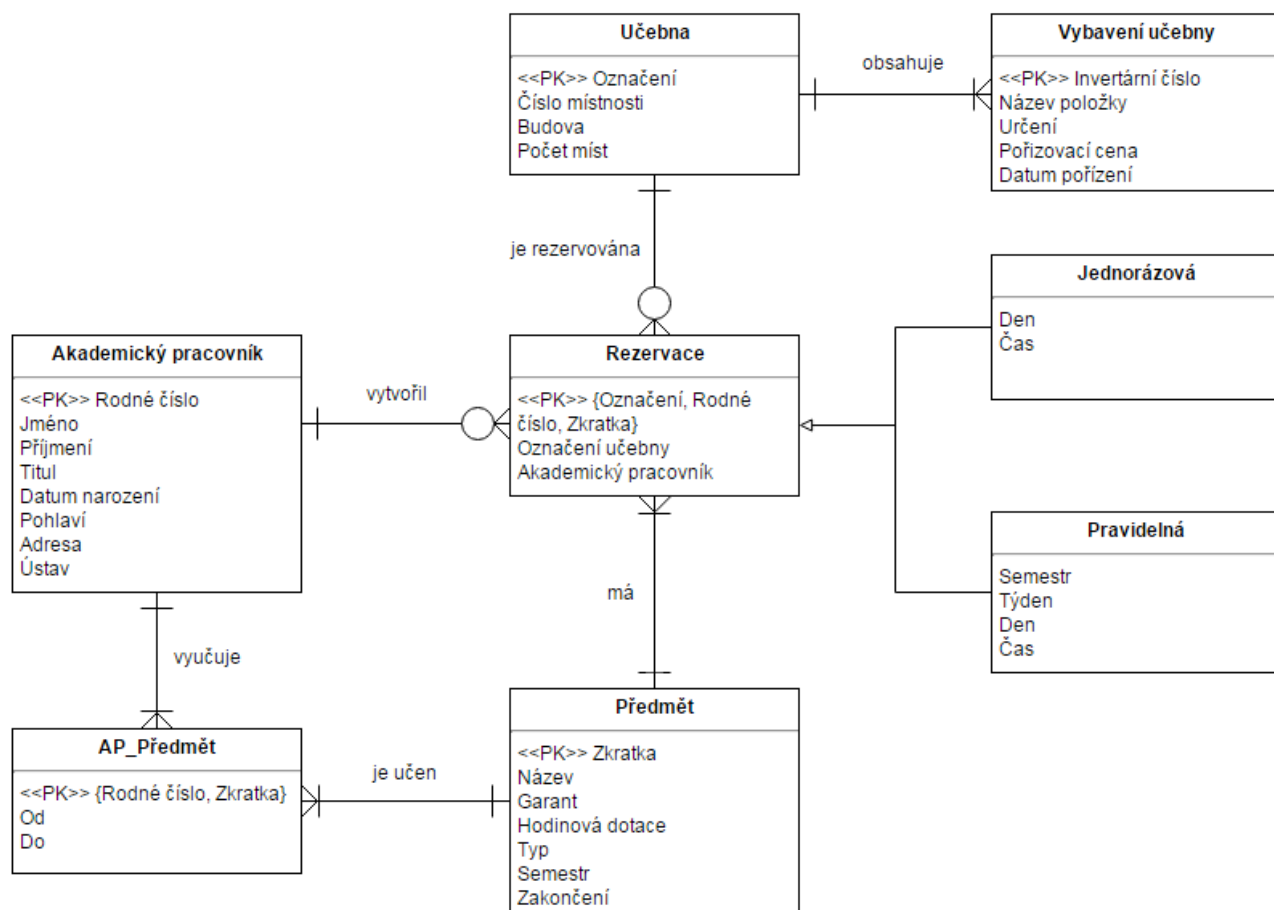 Učebna
<<PK>> Označení
Číslo místnosti
Budova
Počet míst
obsahuje
Vybavení učebny
<<PK>> Invertární číslo
Název položky
Určení
Pořizovací cena
Datum pořízení
je rezervována
Jednorázová
Den
Čas
Akademický pracovník
<<PK>> Rodné číslo
Jméno
Příjmení
Titul
Datum narození
Pohlaví
Adresa
Ústav
vytvořil
Rezervace
<<PK>> {Označení, Rodné
číslo, Zkratka}
Označení učebny
Akademický pracovník
Pravidelná
Semestr
Týden
Den
Čas
má
vyučuje
AP_Předmět
<<PK>> {Rodné číslo, Zkratka}
Od
Do
je učen
Předmět
<<PK>> Zkratka
Název
Garant
Hodinová dotace
Typ
Semestr
Zakončení